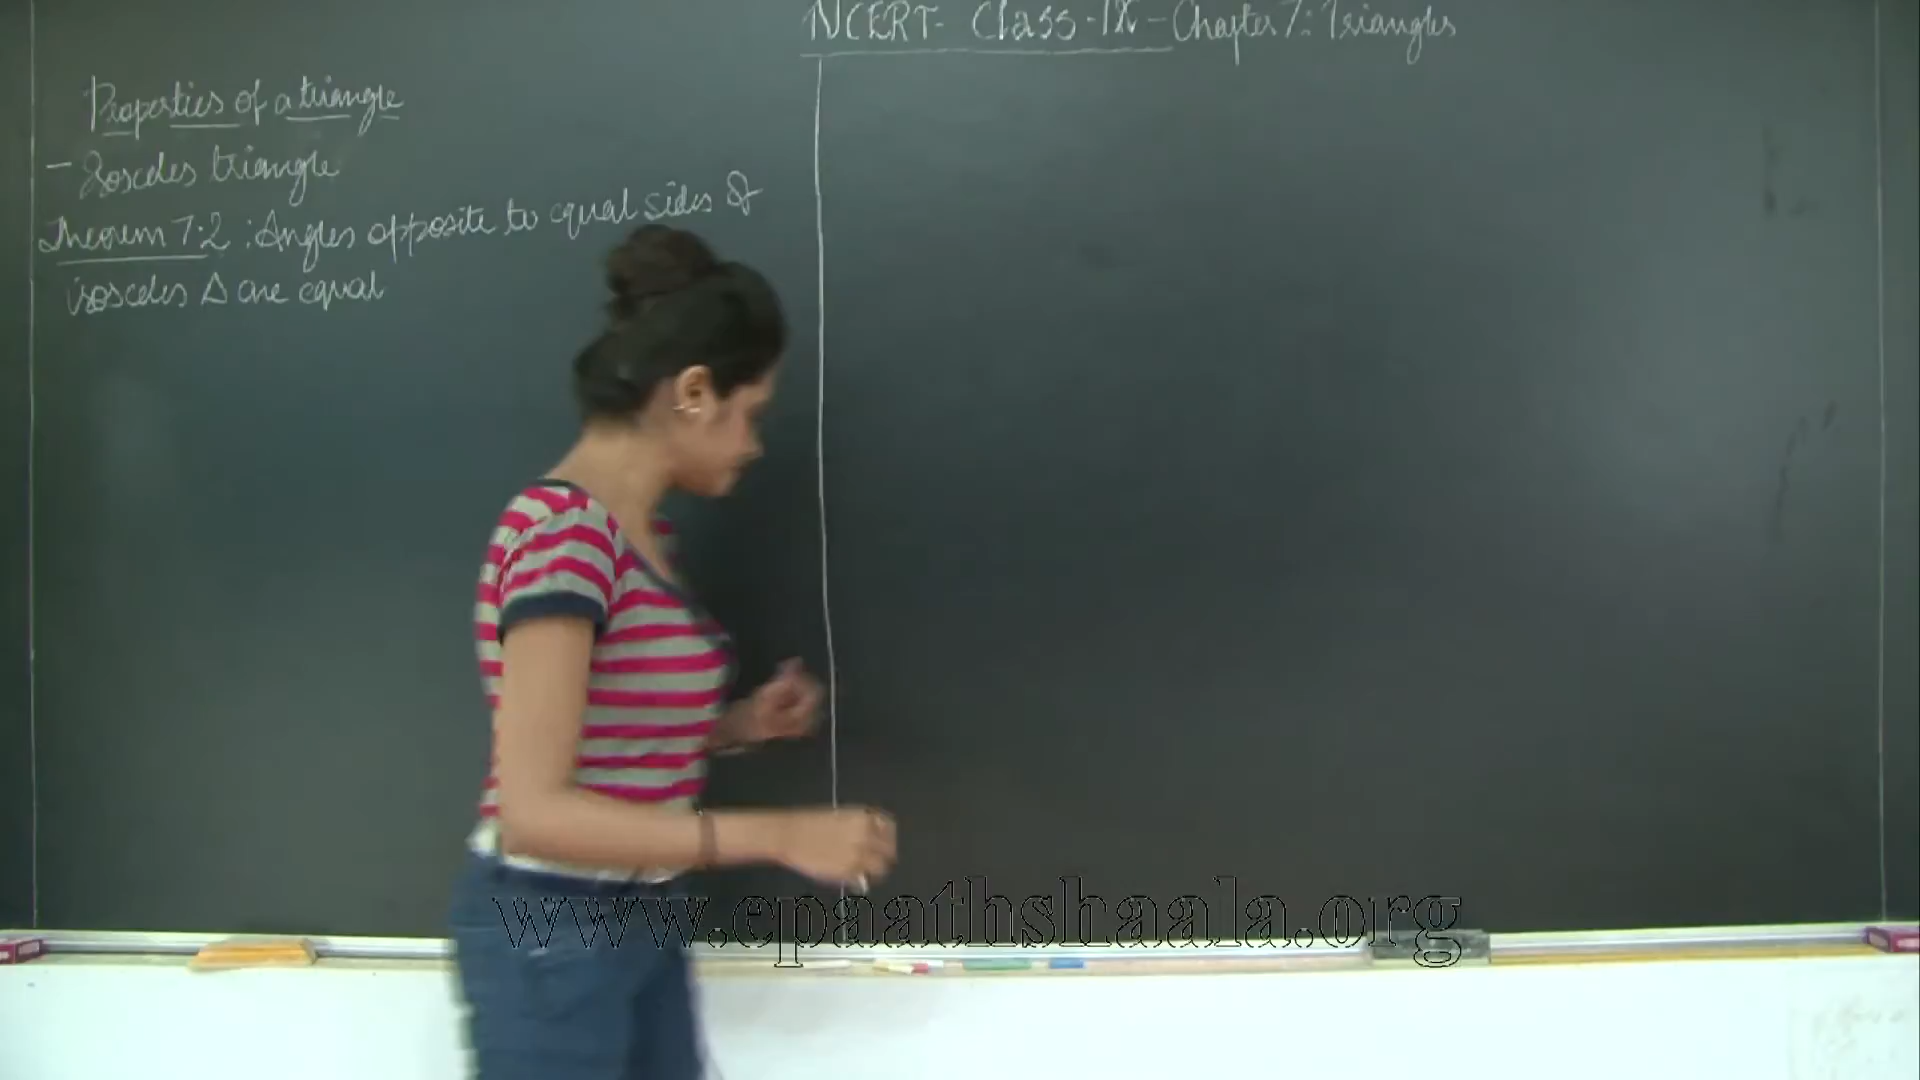 NCERT- Class-IX-Chapter 7: Triangles
Properties of a triangle
- Isosceles triangle
Theorem 7.2 : Angles opposite to equal sides of
isosceles Δ are equal
www.epaathshaala.org